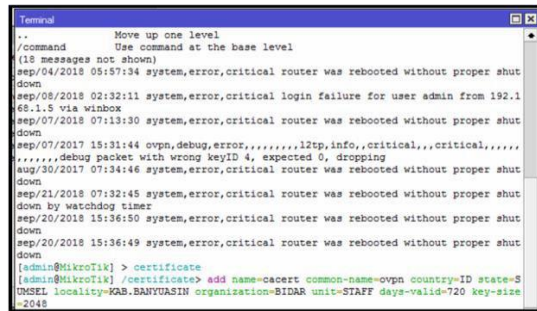 Terminal
..              Move up one level
/command        Use command at the base level
(18 messages not shown)
sep/04/2018 05:57:34 system,error,critical router was rebooted without proper shut
down
sep/08/2018 02:32:11 system,error,critical login failure for user admin from 192.1
68.1.5 via winbox
sep/07/2018 07:13:30 system,error,critical router was rebooted without proper shut
down
sep/07/2017 15:31:44 ovpn,debug,error,,,,,,,,,l2tp,info,,critical,,,critical,,,,,,
,,,,,,,debug packet with wrong keyID 4, expected 0, dropping
aug/30/2017 07:34:46 system,error,critical router was rebooted without proper shut
down
sep/21/2018 07:32:45 system,error,critical router was rebooted without proper shut
down by watchdog timer
sep/20/2018 15:36:50 system,error,critical router was rebooted without proper shut
down
sep/20/2018 15:36:49 system,error,critical router was rebooted without proper shut
down
[admin@MikroTik] > certificate
[admin@MikroTik] /certificate> add name=cacert common-name=ovpn country=ID state=S
UMSEL locality=KAB.BANYUASIN organization=BIDAR unit=STAFF days-valid=720 key-size
=2048